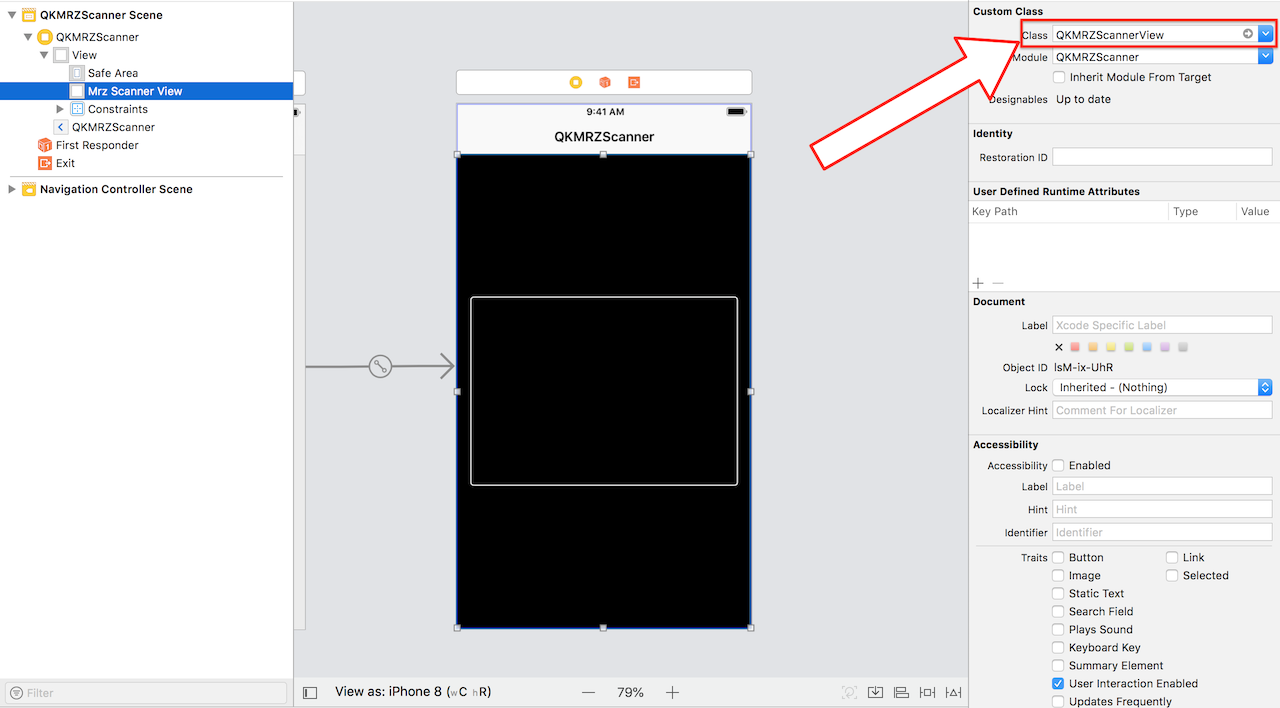 QKMRZScanner Scene
QKMRZScanner
View
Safe Area
Mrz Scanner View
Constraints
QKMRZScanner
First Responder
Exit
Navigation Controller Scene
Filter
9:41 AM
QKMRZScanner
View as: iPhone 8 (wC hR)
79%
Custom Class
Class QKMRZScannerView
Module QKMRZScanner
Inherit Module From Target
Designables Up to date
Identity
Restoration ID
User Defined Runtime Attributes
Key Path Type Value
Document
Label Xcode Specific Label
Object ID IsM-ix-UhR
Lock Inherited - (Nothing)
Localizer Hint Comment For Localizer
Accessibility
Accessibility Enabled
Label Label
Hint Hint
Identifier Identifier
Traits Button Link
Image Selected
Static Text
Search Field
Plays Sound
Keyboard Key
Summary Element
User Interaction Enabled
Updates Frequently